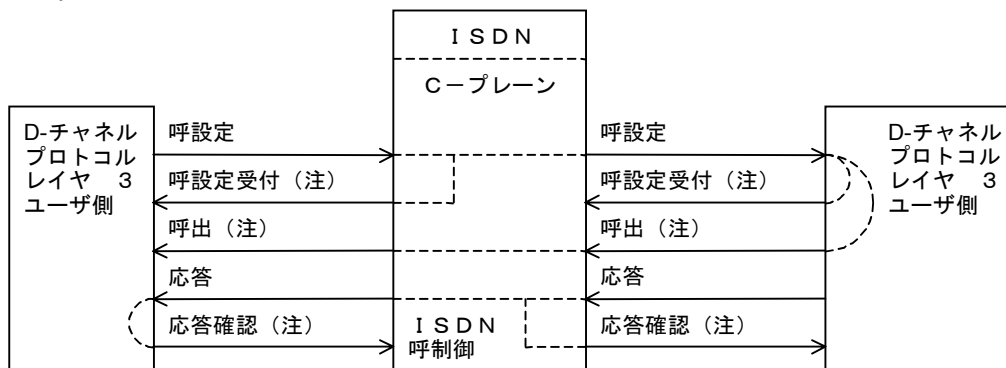 ＩＳＤＮ
Ｃ－プレーン
D-チャネル
プロトコル
レイヤ　３
ユーザ側
呼設定
呼設定受付（注）
呼出（注）
応答
応答確認（注）
ＩＳＤＮ
呼制御
呼設定
呼設定受付（注）
呼出（注）
応答
応答確認（注）
D-チャネル
プロトコル
レイヤ　３
ユーザ側